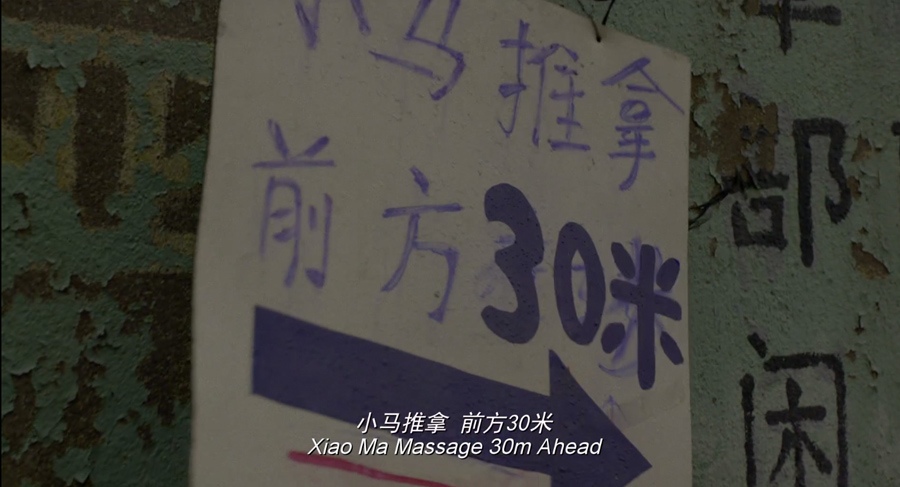 小马推拿
前方30米
部
闲
小马推拿 前方30米
Xiao Ma Massage 30m Ahead